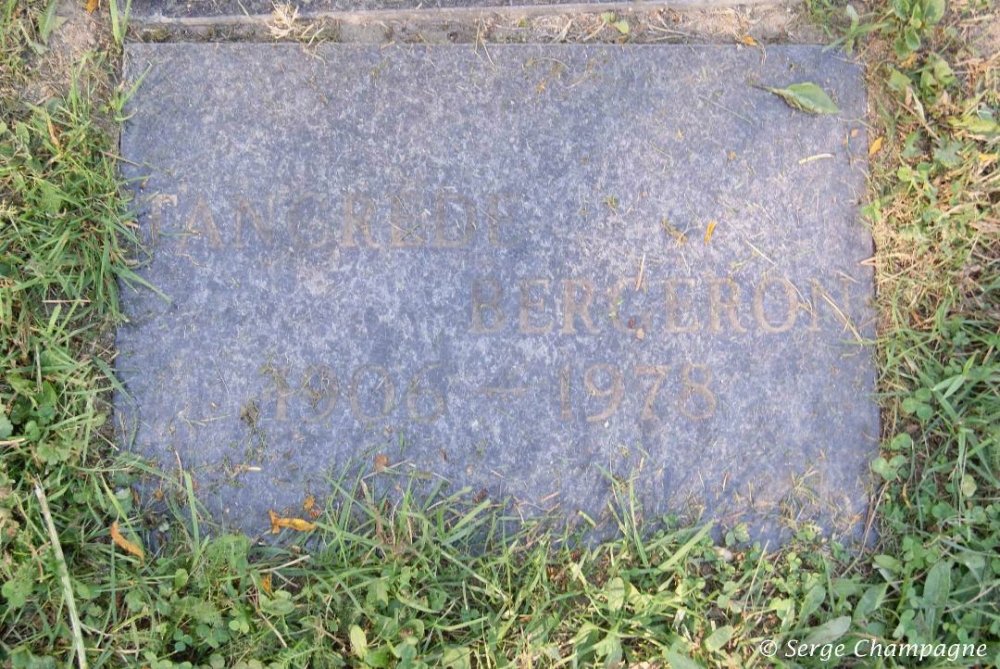 TANCREDE
BERGERON
1906 – 1978
© Serge Champagne